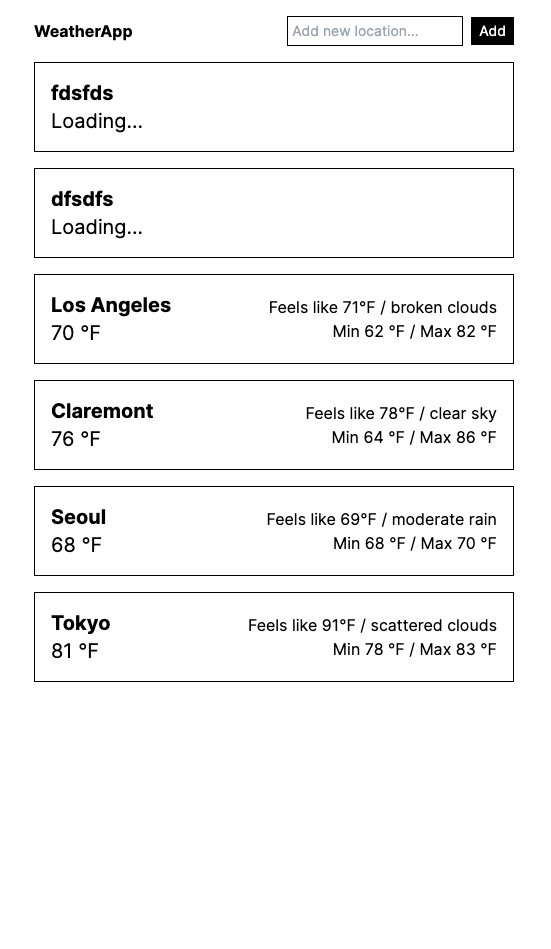 WeatherApp Add new location... Add
fdsfds
Loading...
dfsdfs
Loading...
Los Angeles Feels like 71°F / broken clouds
70 °F Min 62 °F / Max 82 °F
Claremont Feels like 78°F / clear sky
76 °F Min 64 °F / Max 86 °F
Seoul Feels like 69°F / moderate rain
68 °F Min 68 °F / Max 70 °F
Tokyo Feels like 91°F / scattered clouds
81 °F Min 78 °F / Max 83 °F